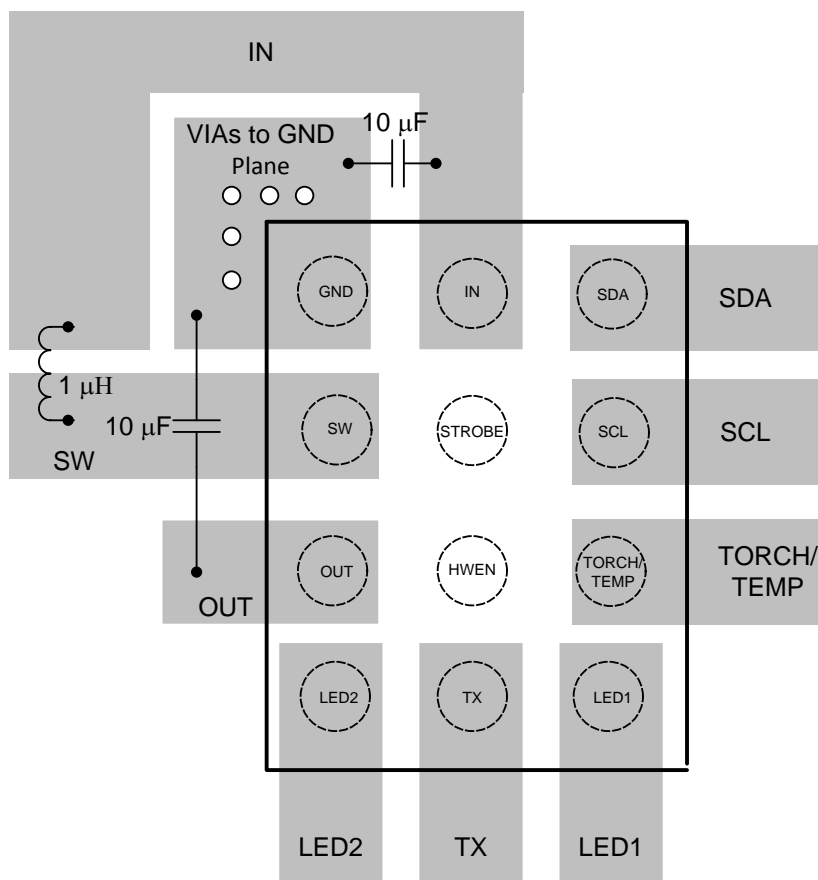 IN
10 μF
VIAs to GND
Plane
GND
IN
SDA
SDA
1 μH
10 μF
SW
SW
STROBE
SCL
SCL
OUT
OUT
HWEN
TORCH/
TEMP
TORCH/
TEMP
LED2
TX
LED1
LED2
TX
LED1